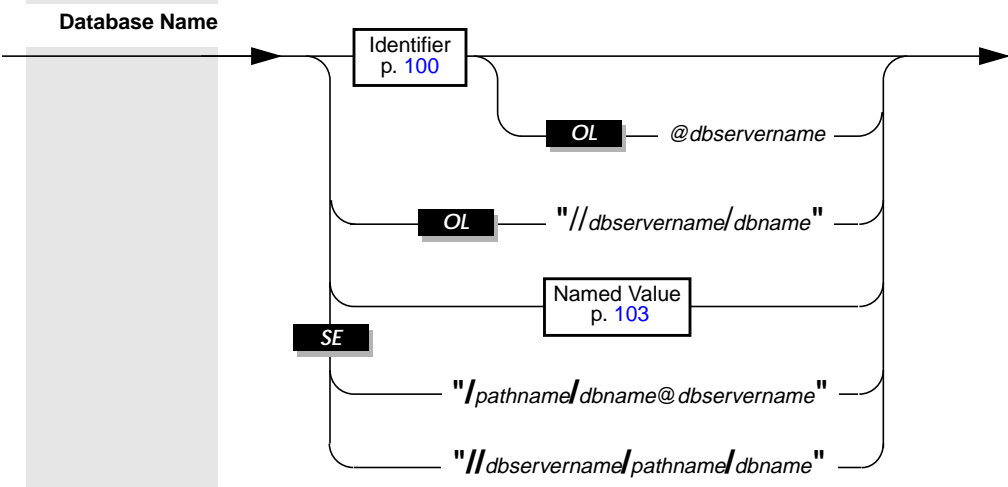 Database Name
Identifier
p. 100
OL
@dbservername
OL
"//dbservername/dbname"
Named Value
p. 103
SE
"/pathname/dbname@dbservername"
"//dbservername/pathname/dbname"